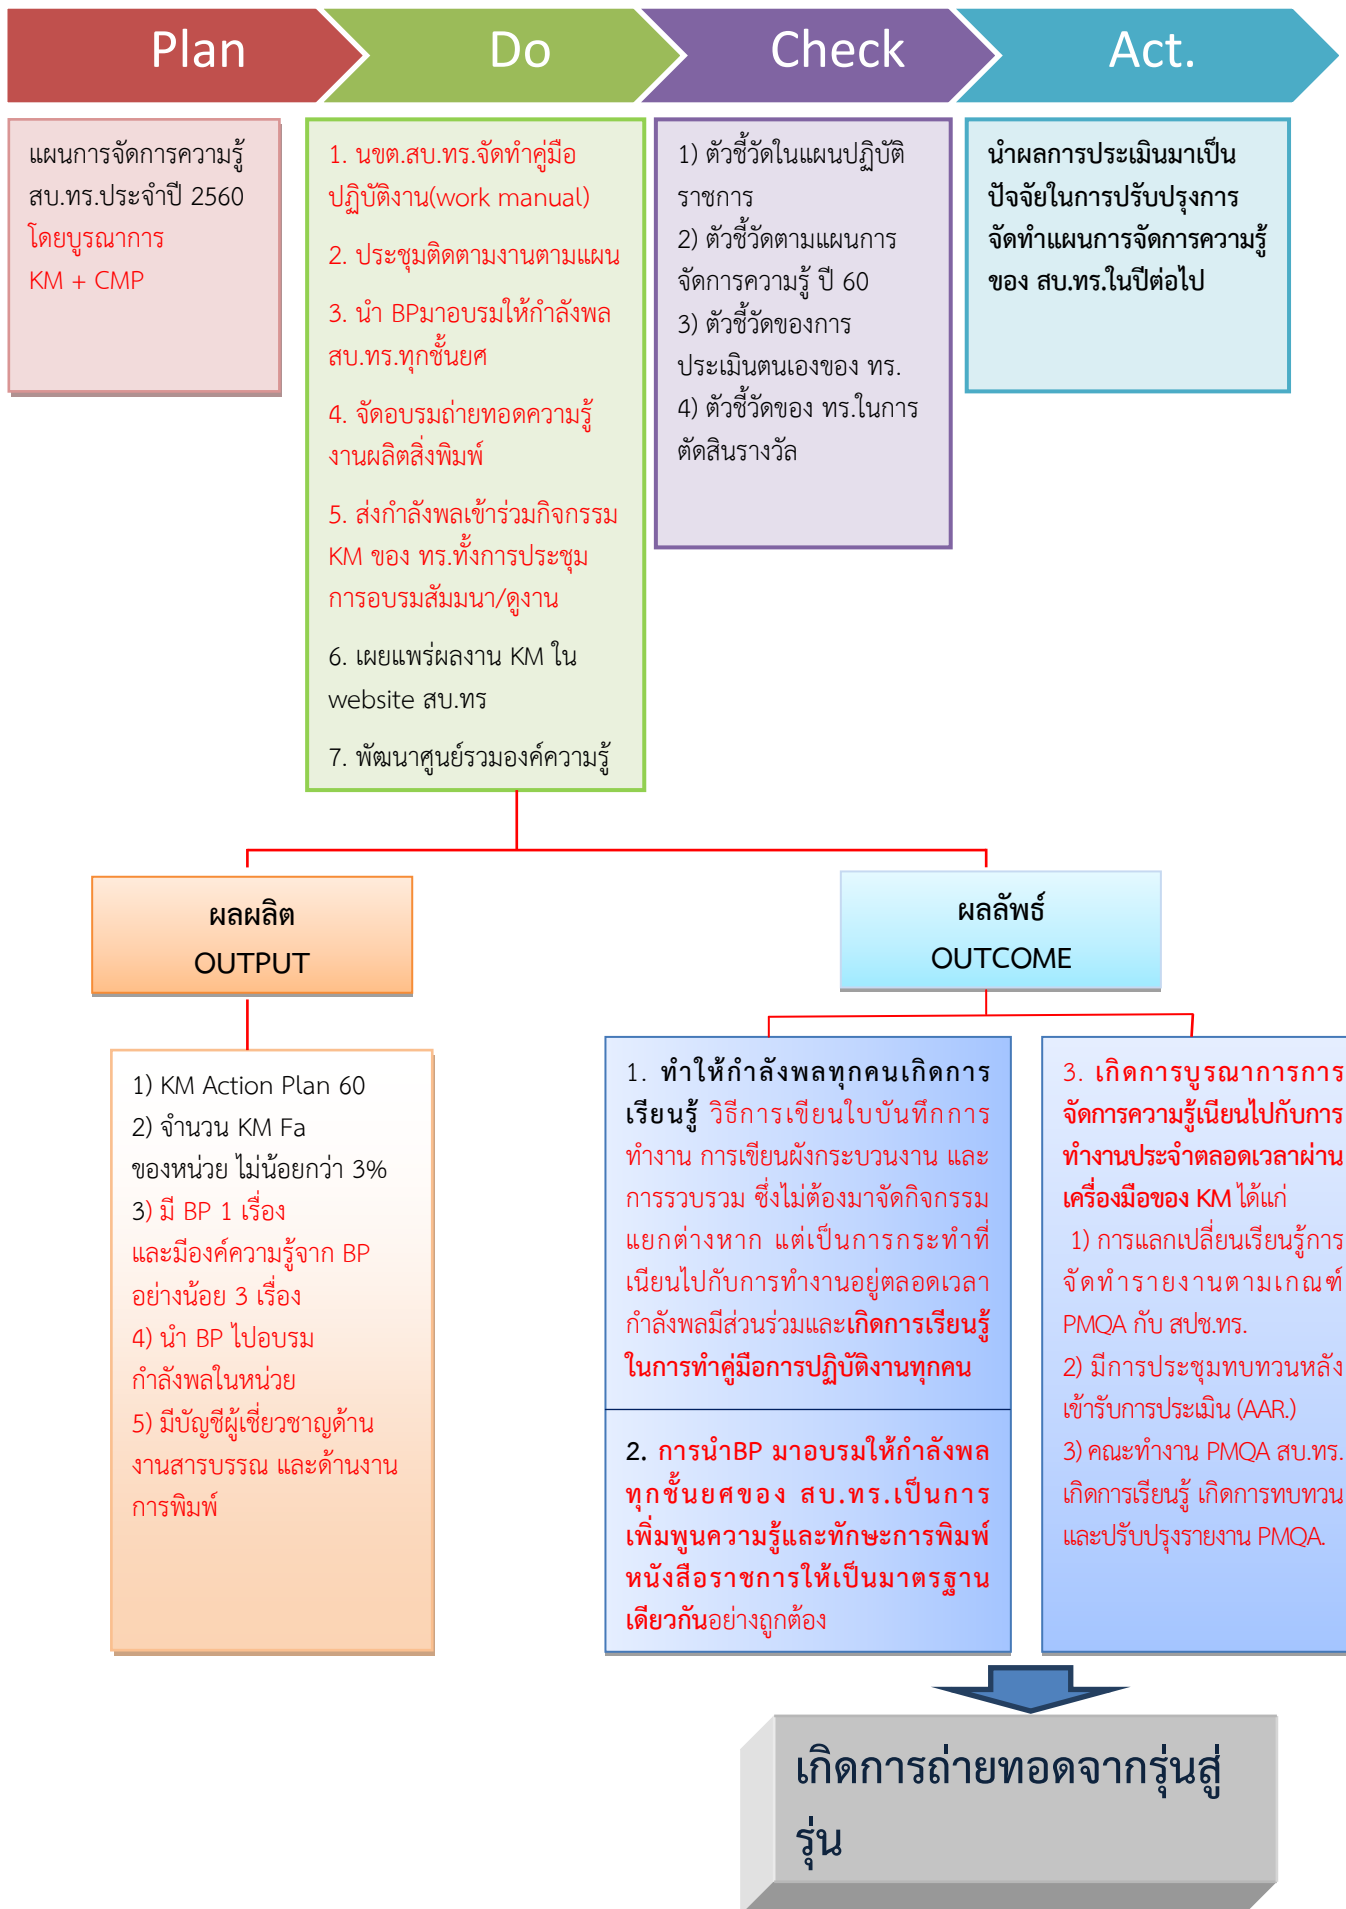 Plan
Do
Check
Act.
แผนการจัดการความรู้
สบ.ทร.ประจำปี 2560
โดยบูรณาการ
KM + CMP
1. นขต.สบ.ทร.จัดทำคู่มือ
ปฏิบัติงาน(work manual)
2. ประชุมติดตามงานตามแผน
3. นำ BPมาอบรมให้กำลังพล
สบ.ทร.ทุกชั้นยศ
4. จัดอบรมถ่ายทอดความรู้
งานผลิตสิ่งพิมพ์
5. ส่งกำลังพลเข้าร่วมกิจกรรม
KM ของ ทร.ทั้งการประชุม
การอบรมสัมมนา/ดูงาน
6. เผยแพร่ผลงาน KM ใน
website สบ.ทร
7. พัฒนาศูนย์รวมองค์ความรู้
1) ตัวชี้วัดในแผนปฏิบัติ
ราชการ
2) ตัวชี้วัดตามแผนการ
จัดการความรู้ ปี 60
3) ตัวชี้วัดของการ
ประเมินตนเองของ ทร.
4) ตัวชี้วัดของ ทร.ในการ
ตัดสินรางวัล
นำผลการประเมินมาเป็น
ปัจจัยในการปรับปรุงการ
จัดทำแผนการจัดการความรู้
ของ สบ.ทร.ในปีต่อไป
ผลผลิต
OUTPUT
1) KM Action Plan 60
2) จำนวน KM Fa
ของหน่วย ไม่น้อยกว่า 3%
3) มี BP 1 เรื่อง
และมีองค์ความรู้จาก BP
อย่างน้อย 3 เรื่อง
4) นำ BP ไปอบรม
กำลังพลในหน่วย
5) มีบัญชีผู้เชี่ยวชาญด้าน
งานสารบรรณ และด้านงาน
การพิมพ์
ผลลัพธ์
OUTCOME
1. ทำให้กำลังพลทุกคนเกิดการ
เรียนรู้ วิธีการเขียนใบบันทึกการ
ทำงาน การเขียนผังกระบวนงาน และ
การรวบรวม ซึ่งไม่ต้องมาจัดกิจกรรม
แยกต่างหาก แต่เป็นการกระทำที่
เนียนไปกับการทำงานอยู่ตลอดเวลา
กำลังพลมีส่วนร่วมและเกิดการเรียนรู้
ในการทำคู่มือการปฏิบัติงานทุกคน
2. การนำBP มาอบรมให้กำลังพล
ทุกชั้นยศของ สบ.ทร.เป็นการ
เพิ่มพูนความรู้และทักษะการพิมพ์
หนังสือราชการให้เป็นมาตรฐาน
เดียวกันอย่างถูกต้อง
3. เกิดการบูรณาการการ
จัดการความรู้เนียนไปกับการ
ทำงานประจำตลอดเวลาผ่าน
เครื่องมือของ KM ได้แก่
1) การแลกเปลี่ยนเรียนรู้การ
จัดทำรายงานตามเกณฑ์
PMQA กับ สปช.ทร.
2) มีการประชุมทบทวนหลัง
เข้ารับการประเมิน (AAR.)
3) คณะทำงาน PMQA สบ.ทร.
เกิดการเรียนรู้ เกิดการทบทวน
และปรับปรุงรายงาน PMQA.
เกิดการถ่ายทอดจากรุ่นสู่
รุ่น